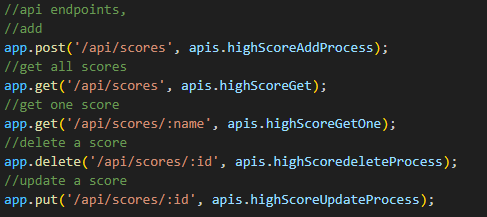 //api endpoints,
//add
app.post('/api/scores', apis.highScoreAddProcess);
//get all scores
app.get('/api/scores', apis.highScoreGet);
//get one score
app.get('/api/scores/:name', apis.highScoreGetOne);
//delete a score
app.delete('/api/scores/:id', apis.highScoredeleteProcess);
//update a score
app.put('/api/scores/:id', apis.highScoreUpdateProcess);